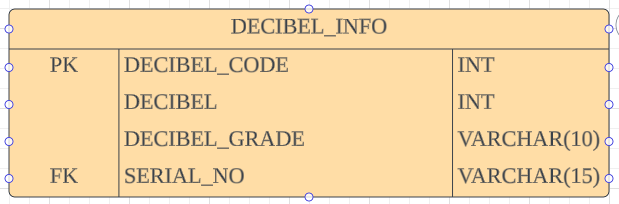 DECIBEL_INFO
PK DECIBEL_CODE INT
DECIBEL INT
DECIBEL_GRADE VARCHAR(10)
FK SERIAL_NO VARCHAR(15)